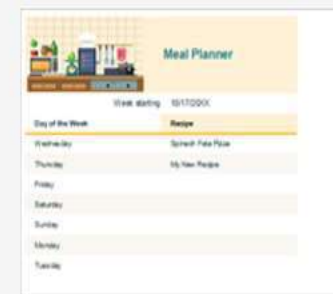 Meal Planner
Week starting 10/17/20XX
Day of the Week Recipe
Wednesday Spinach Feta Pizza
Thursday My New Recipe
Friday
Saturday
Sunday
Monday
Tuesday